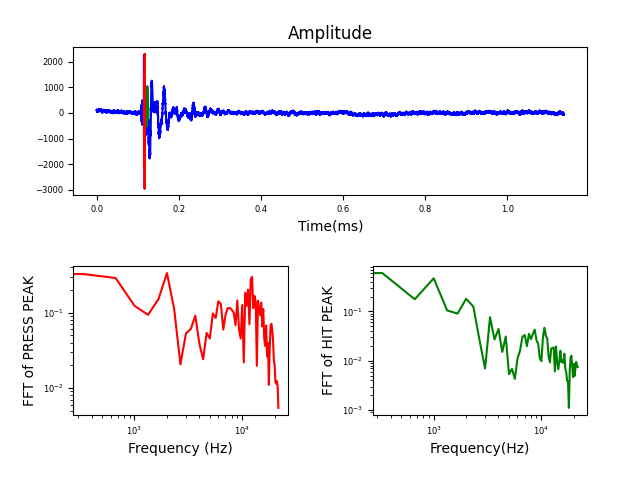 Amplitude
2000
1000
0
−1000
−2000
−3000
0.0 0.2 0.4 0.6 0.8 1.0
Time(ms)
FFT of PRESS PEAK
10⁻¹
10⁻²
10³ 10⁴
Frequency (Hz)
FFT of HIT PEAK
10⁻¹
10⁻²
10⁻³
10³ 10⁴
Frequency(Hz)